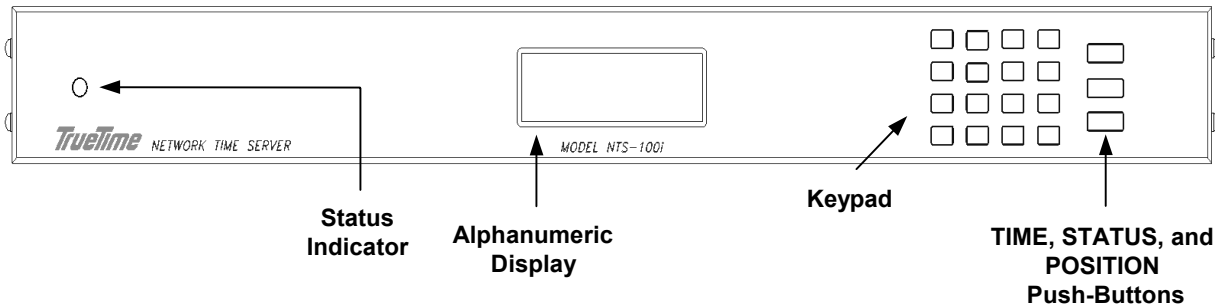 TrueTime NETWORK TIME SERVER
MODEL NTS-100i
Status
Indicator
Alphanumeric
Display
Keypad
TIME, STATUS, and
POSITION
Push-Buttons